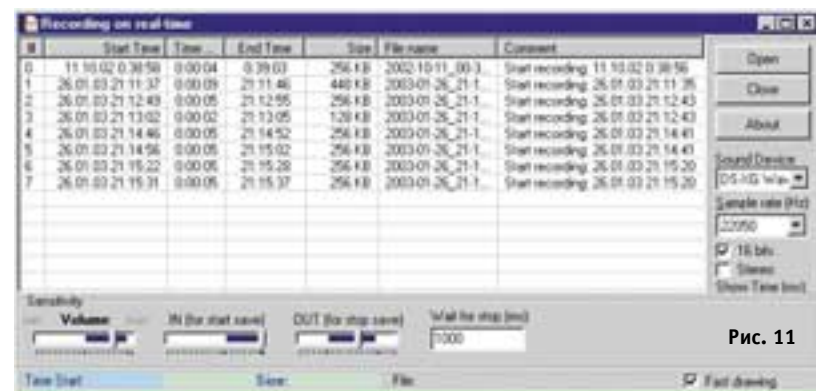 Recording on real-time
# Start Time Time ... End Time Size File name Comment
0 11.10.02 0:38:58 0:00:04 0:39:03 256 KB 2002-10-11_00-3... Start recording: 11.10.02 0:38:56
1 26.01.03 21:11:37 0:00:09 21:11:46 448 KB 2003-01-26_21-1... Start recording: 26.01.03 21:11:35
2 26.01.03 21:12:49 0:00:05 21:12:55 256 KB 2003-01-26_21-1... Start recording: 26.01.03 21:12:43
3 26.01.03 21:13:02 0:00:02 21:13:05 128 KB 2003-01-26_21-1... Start recording: 26.01.03 21:12:43
4 26.01.03 21:14:46 0:00:05 21:14:52 256 KB 2003-01-26_21-1... Start recording: 26.01.03 21:14:41
5 26.01.03 21:14:56 0:00:05 21:15:02 256 KB 2003-01-26_21-1... Start recording: 26.01.03 21:14:41
6 26.01.03 21:15:22 0:00:05 21:15:28 256 KB 2003-01-26_21-1... Start recording: 26.01.03 21:15:20
7 26.01.03 21:15:31 0:00:05 21:15:37 256 KB 2003-01-26_21-1... Start recording: 26.01.03 21:15:20
Open
Close
About
Sound Device
DS-XG Wav
Sample rate (Hz)
22050
16 bits
Stereo
Show Time (ms)
Sensitivity
Volume IN (for start save) OUT (for stop save) Wait for stop (ms)
1000
Рис. 11
Time Start: Size: File: Fast drawing